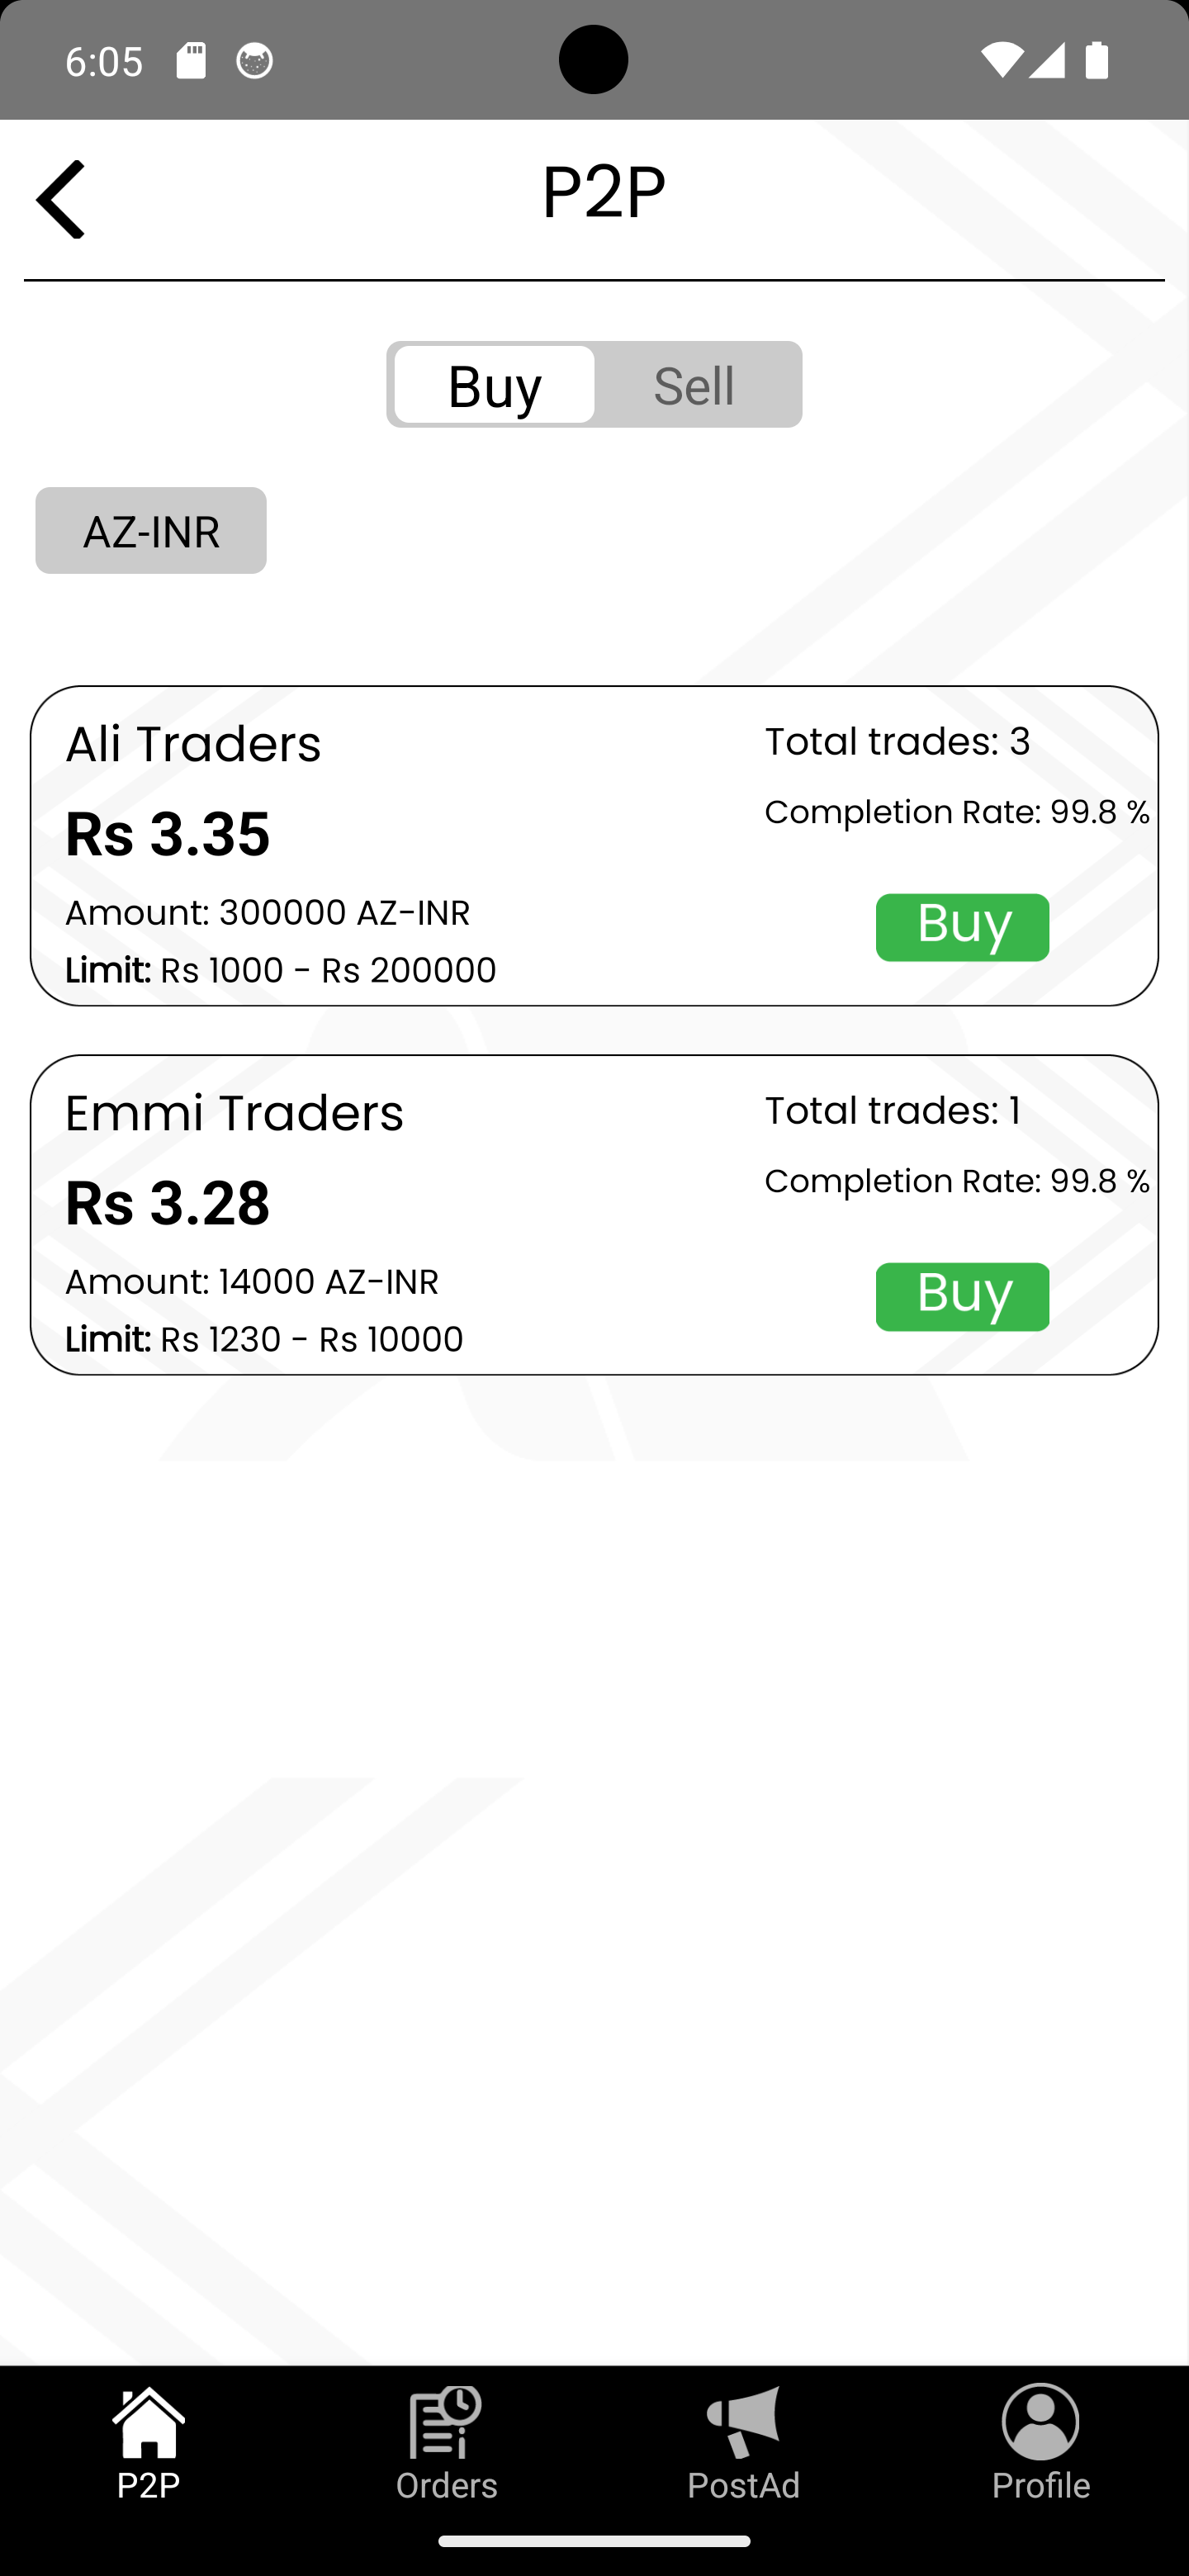 6:05
P2P
Buy Sell
AZ-INR
Ali Traders
Total trades: 3
Rs 3.35
Completion Rate: 99.8 %
Amount: 300000 AZ-INR
Buy
Limit: Rs 1000 - Rs 200000
Emmi Traders
Total trades: 1
Rs 3.28
Completion Rate: 99.8 %
Amount: 14000 AZ-INR
Buy
Limit: Rs 1230 - Rs 10000
P2P Orders PostAd Profile